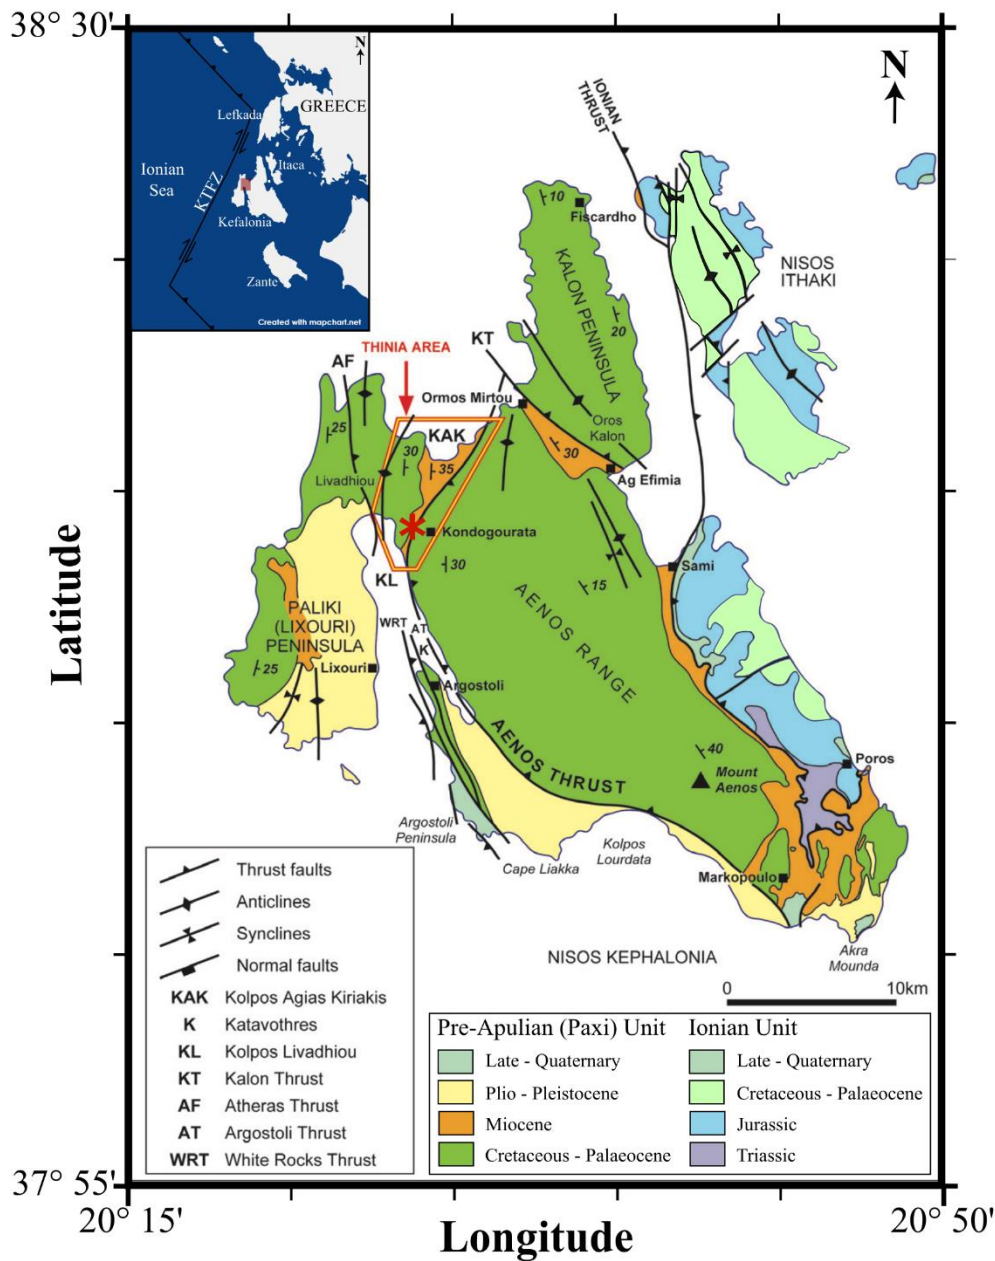 38° 30'
N
GREECE
Lefkada
Ionian
Sea
KTFZ
Itaca
Kefalonia
Zante
Created with mapchart.net
N
IONIAN
THRUST
10
Fiscardho
KALON PENINSULA
20
NISOS
ITHAKI
THINIA AREA
AF
KT
Ormos Mirtou
KAK
25
30
35
Oros
Kalon
30
Livadhiou
Ag Efimia
Kondogourata
KL
30
Sami
15
AENOS RANGE
PALIKI
(LIXOURI)
PENINSULA
WRT
AT
K
25
Lixouri
Argostoli
AENOS THRUST
40
Mount
Aenos
Poros
Argostoli
Peninsula
Cape Liakka
Kolpos
Lourdata
Markopoulo
Akra
Mounda
NISOS KEPHALONIA
0 10km
Thrust faults
Anticlines
Synclines
Normal faults
KAK Kolpos Agias Kiriakis
K Katavothres
KL Kolpos Livadhiou
KT Kalon Thrust
AF Atheras Thrust
AT Argostoli Thrust
WRT White Rocks Thrust
Pre-Apulian (Paxi) Unit
Late - Quaternary
Plio - Pleistocene
Miocene
Cretaceous - Palaeocene
Ionian Unit
Late - Quaternary
Cretaceous - Palaeocene
Jurassic
Triassic
Latitude
37° 55'
20° 15'
20° 50'
Longitude